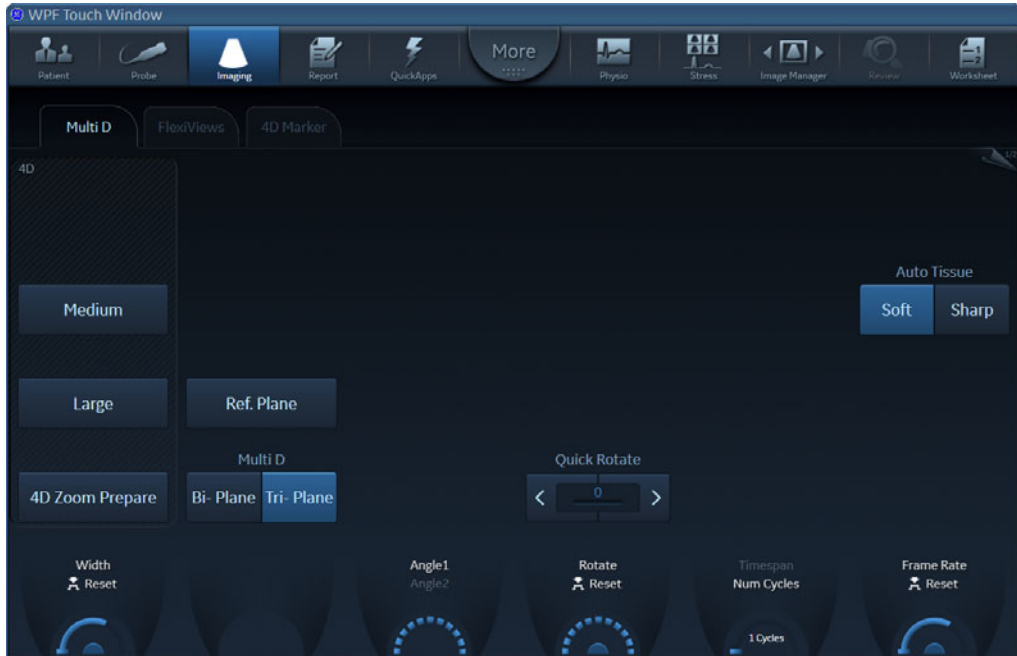 WPF Touch Window
Patient Probe Imaging Report QuickApps More Physio Stress Image Manager Review Worksheet
Multi D FlexiViews 4D Marker
4D 1/2
Auto Tissue
Medium Soft Sharp
Large Ref. Plane
Multi D Quick Rotate
4D Zoom Prepare Bi- Plane Tri- Plane 0
Width Angle1 Rotate Timespan Frame Rate
Reset Angle2 Reset Num Cycles Reset
1 Cycles